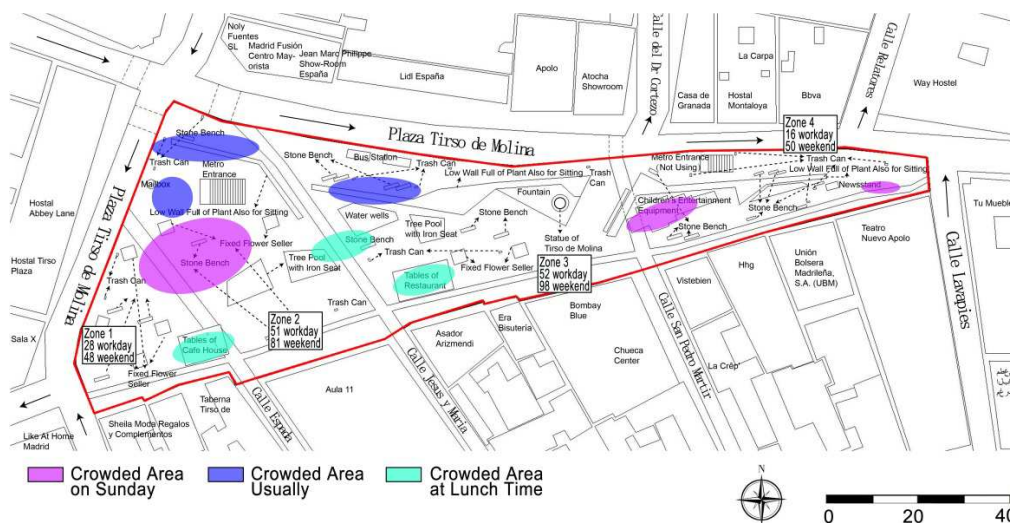 Noly
Fuentes
SL
Madrid Fusión
Centro May-
orista
Jean Marc Philippe
Show-Room
España
Lidl España
Apolo
Atocha
Showroom
Calle del Dr Cortezo
Casa de
Granada
La Carpa
Hostal
Montaloya
Bbva
Calle Relatores
Way Hostel
Plaza Tirso de Molina
Zone 4
16 workday
50 weekend
Stone Bench
Trash Can
Metro
Entrance
Mailbox
Low Wall Full of Plant Also for Sitting
Stone Bench
Bus/Station
Trash Can
Low Wall Full of Plant Also for Sitting
Trash
Can
Fountain
Metro Entrance
(Not Using)
Trash Can
Low Wall Full of Plant Also for Sitting
Newsstand
Children's Entertainment
Equipment
Stone Bench
Stone Bench
Hostal
Abbey Lane
Plaza Tirso de Molina
Water wells
Tree Pool
with Iron Seat
Stone Bench
Statue of
Tirso de Molina
Tu Mueble
Hostal Tirso
Plaza
Fixed Flower Seller
Stone Bench
Stone Bench
Trash Can
Tree Pool
with Iron Seat
Fixed Flower Seller
Zone 3
52 workday
98 weekend
Teatro
Nuevo Apolo
Calle Lavapies
Trash Can
Tables of
Restaurant
Trash Can
Vistebien
Hhg
Unión
Bolsera
Madrileña,
S.A. (UBM)
Sala X
Zone 1
28 workday
48 weekend
Zone 2
51 workday
81 weekend
Tables of
Cafe House
Fixed Flower
Seller
Asador
Arizmendi
Era
Bisuteria
Bombay
Blue
Chueca
Center
Calle San Pedro Martir
La Crêp'
Aula 11
Calle Espada
Calle Jesus y Maria
Taberna
Tirso de
Sheila Moda Regalos
y Complementos
Like At Home
Madrid
Crowded Area
on Sunday
Crowded Area
Usually
Crowded Area
at Lunch Time
N
0 10 20 40